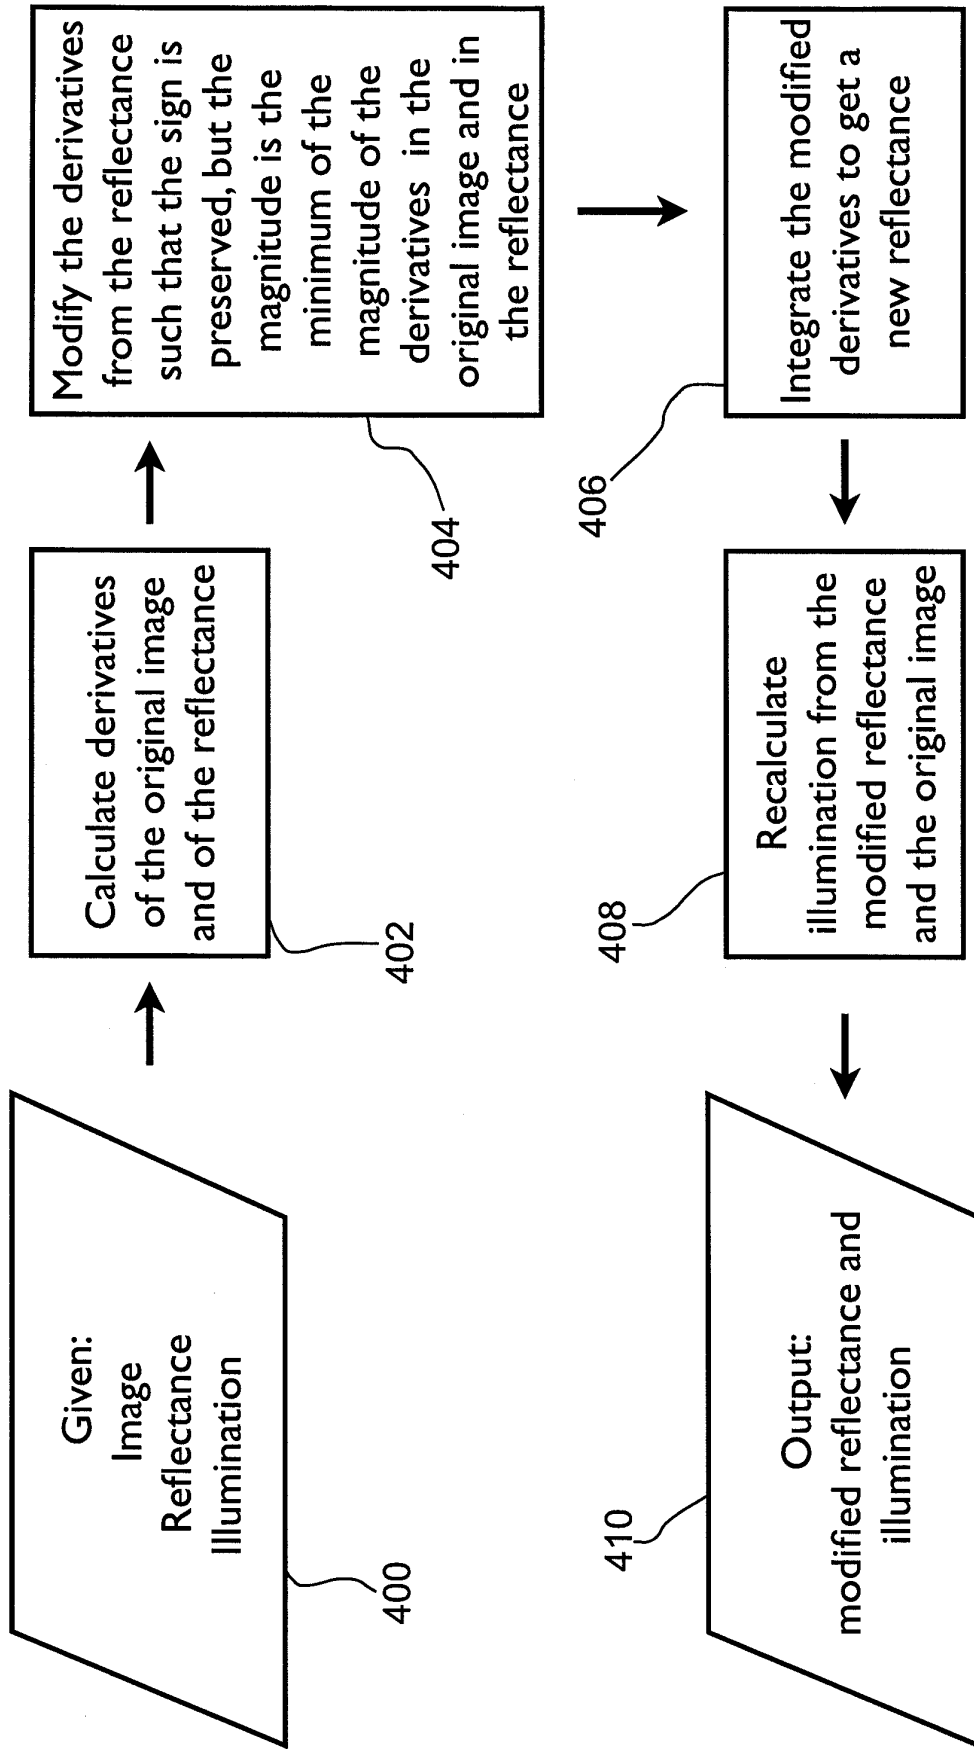 Given:
Image
Reflectance
Illumination
400
Calculate derivatives
of the original image
and of the reflectance
402
Modify the derivatives
from the reflectance
such that the sign is
preserved, but the
magnitude is the
minimum of the
magnitude of the
derivatives in the
original image and in
the reflectance
404
Integrate the modified
derivatives to get a
new reflectance
406
Recalculate
illumination from the
modified reflectance
and the original image
408
Output:
modified reflectance and
illumination
410